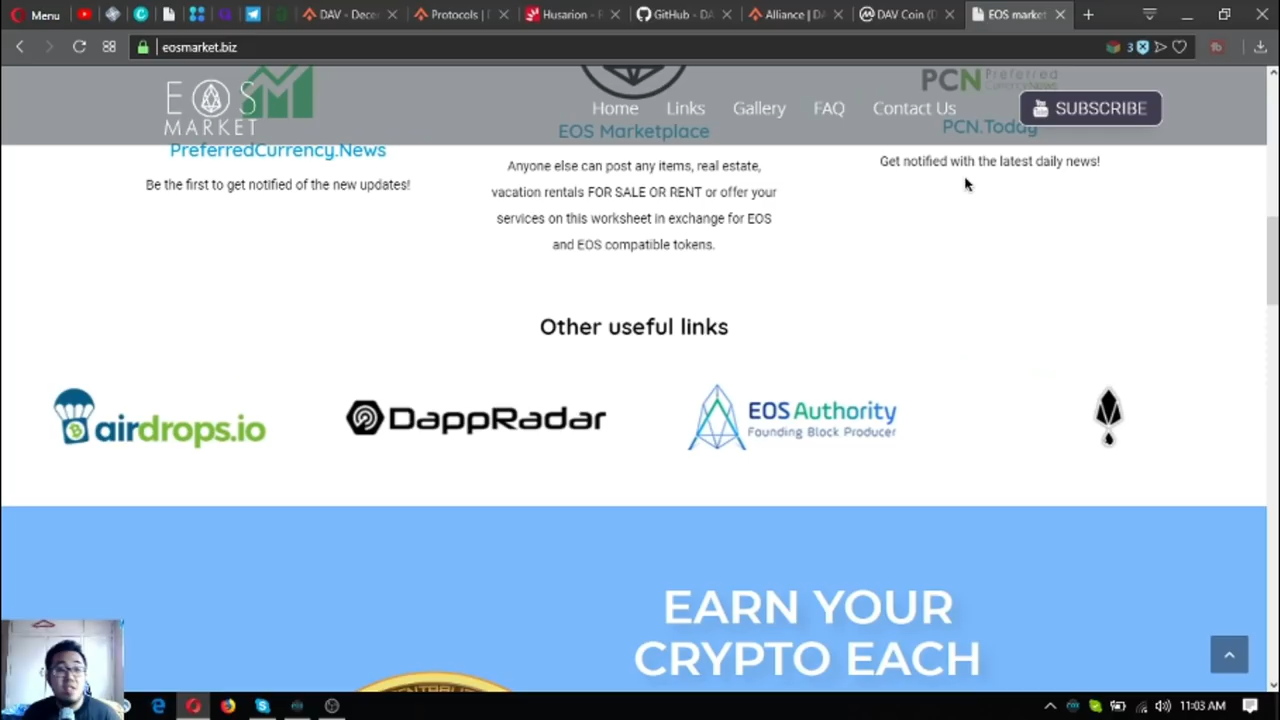 Menu
DAV - Dece
Protocols |
Husarion - F
GitHub - DA
Alliance | DA
DAV Coin (D
EOS market
eosmarket.biz
3
EOS
MARKET
M
Home
Links
Gallery
FAQ
Contact Us
SUBSCRIBE
PCN Preferred
PreferredCurrency.News
EOS Marketplace
PCN.Today
Be the first to get notified of the new updates!
Anyone else can post any items, real estate,
vacation rentals FOR SALE OR RENT or offer your
services on this worksheet in exchange for EOS
and EOS compatible tokens.
Get notified with the latest daily news!
Other useful links
airdrops.io
DappRadar
EOS Authority
Founding Block Producer
EARN YOUR
CRYPTO EACH
11:03 AM